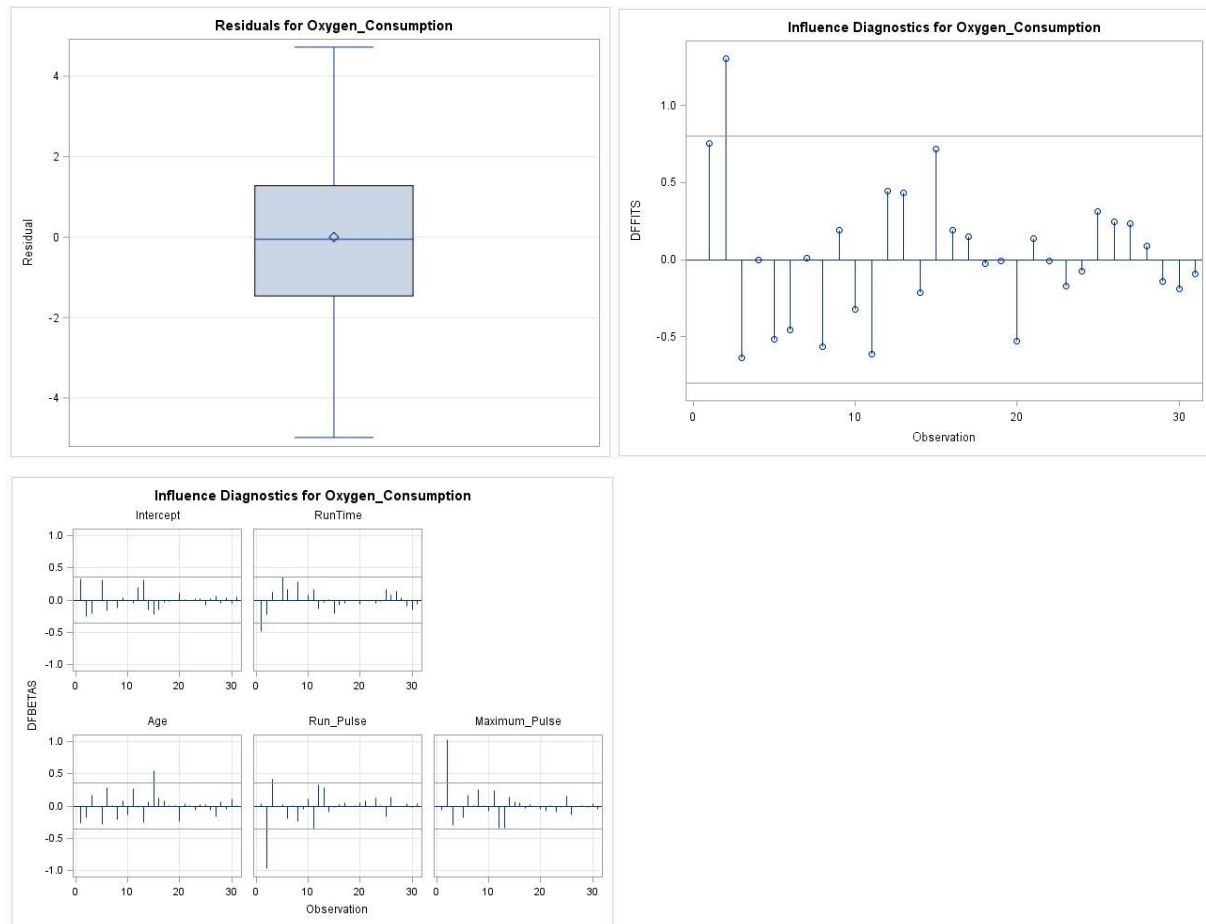 Residuals for Oxygen_Consumption
4
2
0
-2
-4
Residual
Influence Diagnostics for Oxygen_Consumption
1.0
0.5
0.0
-0.5
DFFITS
0 10 20 30
Observation
Influence Diagnostics for Oxygen_Consumption
Intercept RunTime
1.0
0.5
0.0
-0.5
-1.0
0 10 20 30 0 10 20 30
DFBETAS
Age Run_Pulse Maximum_Pulse
1.0
0.5
0.0
-0.5
-1.0
0 10 20 30 0 10 20 30 0 10 20 30
Observation